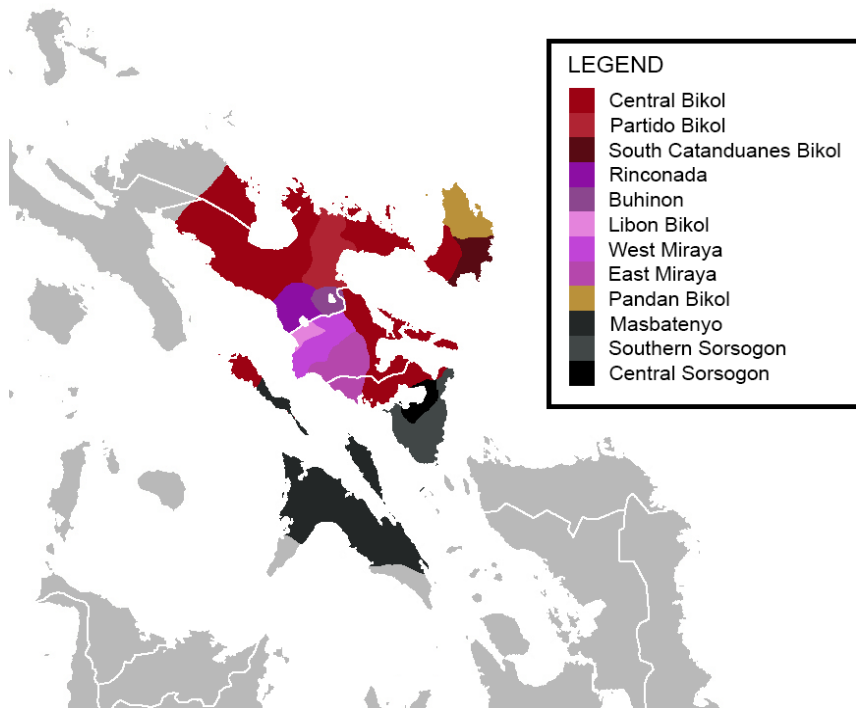 LEGEND
Central Bikol
Partido Bikol
South Catanduanes Bikol
Rinconada
Buhinon
Libon Bikol
West Miraya
East Miraya
Pandan Bikol
Masbatenyo
Southern Sorsogon
Central Sorsogon